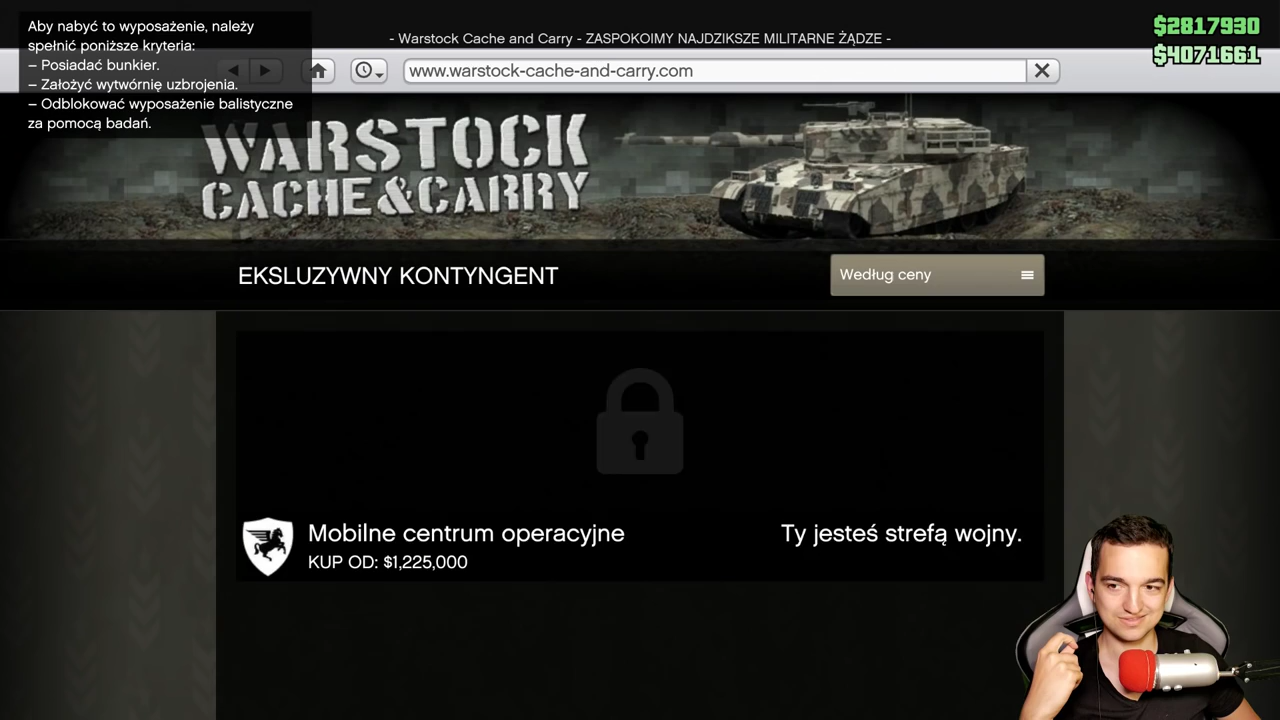 Aby nabyć to wyposażenie, należy
spełnić poniższe kryteria:
– Posiadać bunkier.
– Założyć wytwórnię uzbrojenia.
– Odblokować wyposażenie balistyczne
za pomocą badań.
- Warstock Cache and Carry - ZASPOKOIMY NAJDZIKSZE MILITARNE ŻĄDZE -
$2817930
$4071661
www.warstock-cache-and-carry.com
WARSTOCK
CACHE&CARRY
EKSLUZYWNY KONTYNGENT
Według ceny
Mobilne centrum operacyjne
Ty jesteś strefą wojny.
KUP OD: $1,225,000